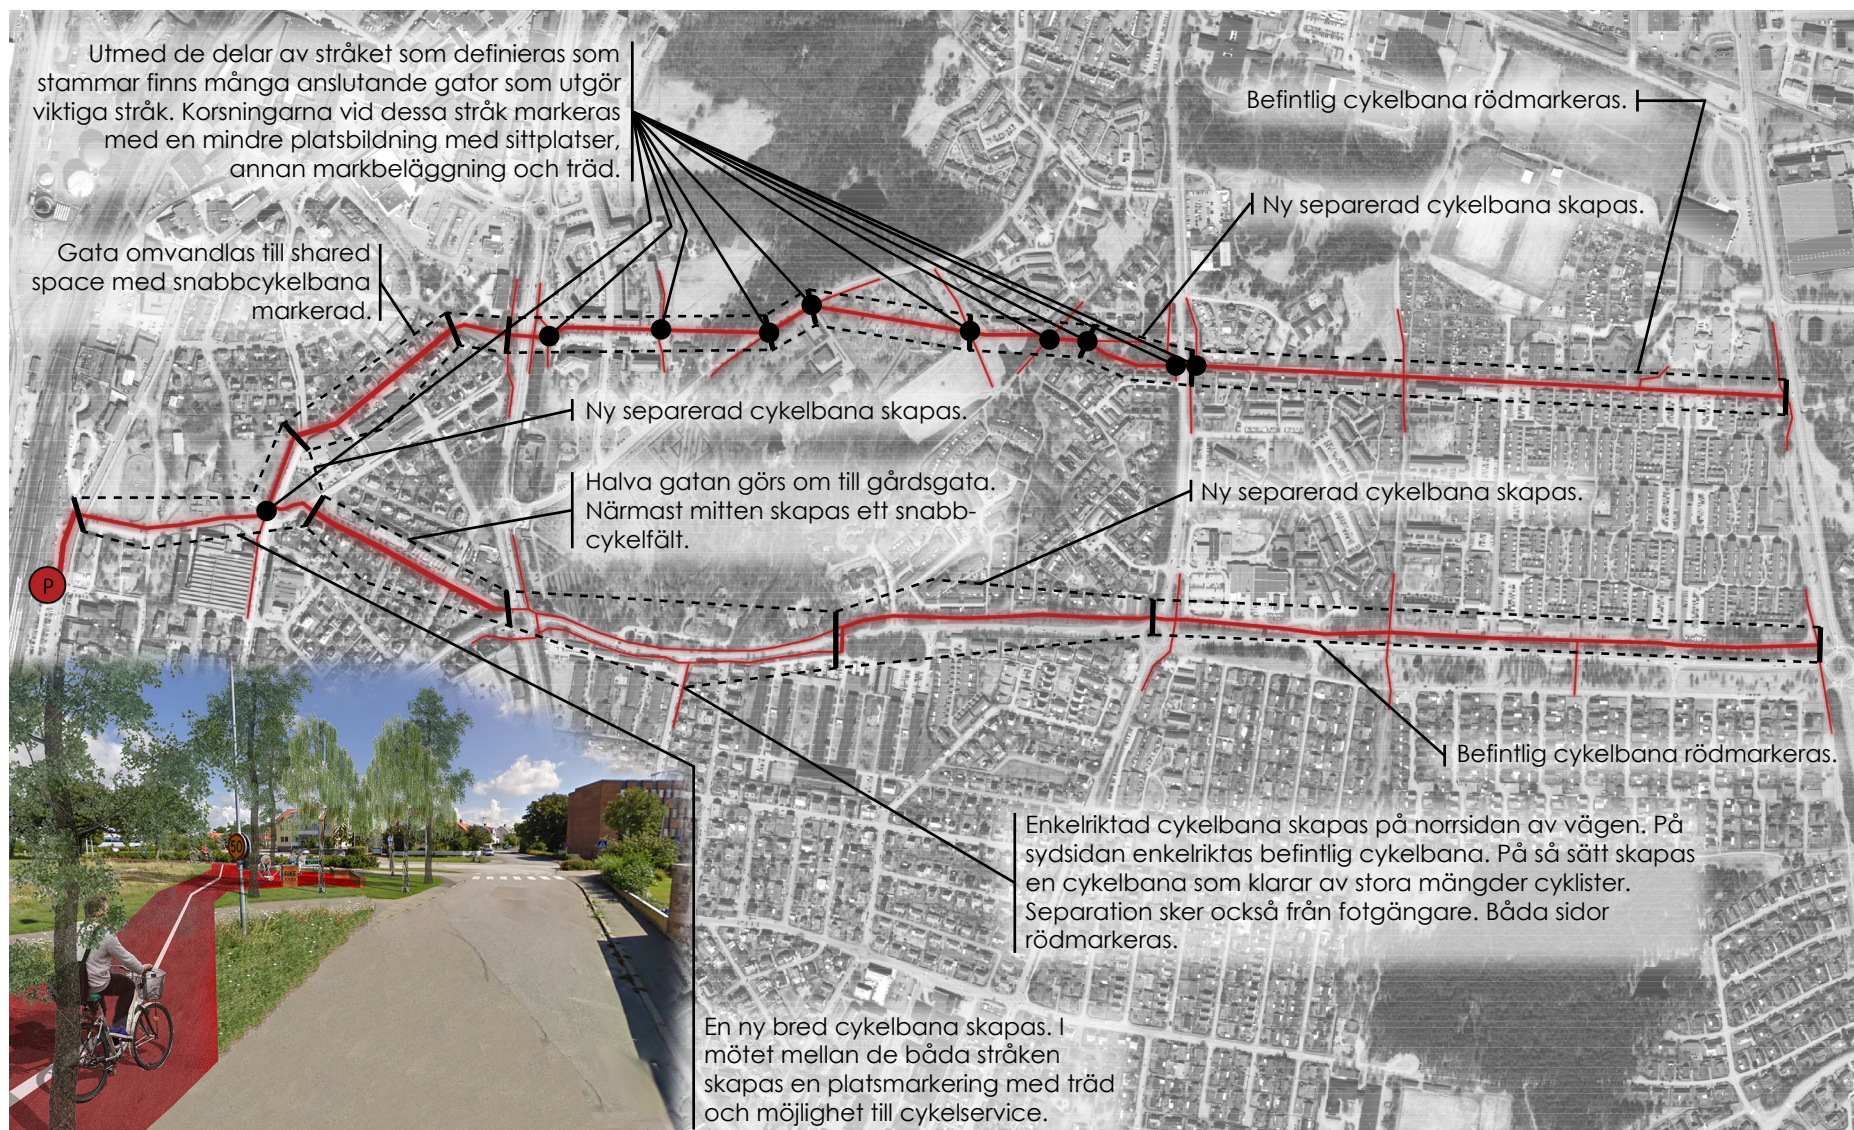 Utmed de delar av stråket som definieras som
stammar finns många anslutande gator som utgör
viktiga stråk. Korsningarna vid dessa stråk markeras
med en mindre platsbildning med sittplatser,
annan markbeläggning och träd.
Befintlig cykelbana rödmarkeras.
Ny separerad cykelbana skapas.
Gata omvandlas till shared
space med snabbcykelbana
markerad.
Ny separerad cykelbana skapas.
Halva gatan görs om till gårdsgata.
Närmast mitten skapas ett snabb-
cykelfält.
Ny separerad cykelbana skapas.
P
Befintlig cykelbana rödmarkeras.
Enkelriktad cykelbana skapas på norrsidan av vägen. På
sydsidan enkelriktas befintlig cykelbana. På så sätt skapas
en cykelbana som klarar av stora mängder cyklister.
Separation sker också från fotgängare. Båda sidor
rödmarkeras.
50
BIKE
En ny bred cykelbana skapas. I
mötet mellan de båda stråken
skapas en platsmarkering med träd
och möjlighet till cykelservice.